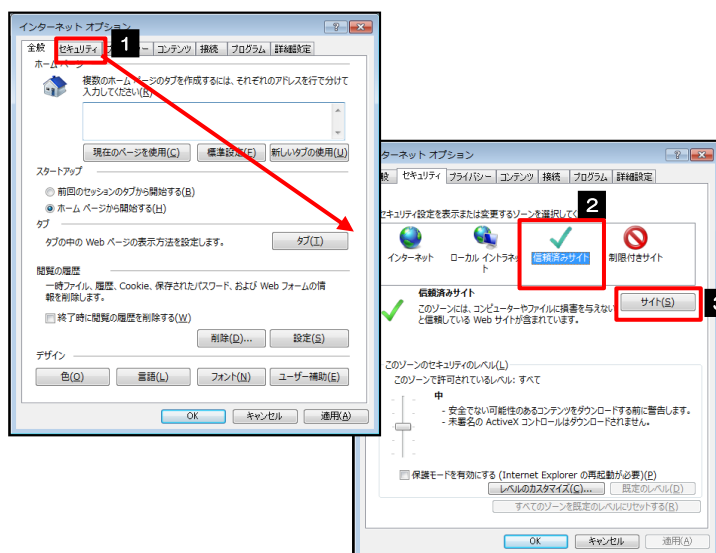 インターネット オプション
1
全般 セキュリティ コンテンツ 接続 プログラム 詳細設定
ホーム ページ
複数のホーム ページのタブを作成するには、それぞれのアドレスを行で分けて
入力してください(R)
現在のページを使用(C) 標準設定(F) 新しいタブの使用(U)
スタートアップ
前回のセッションのタブから開始する(B)
ホーム ページから開始する(H)
タブ
タブの中の Web ページの表示方法を設定します。 タブ(T)
閲覧の履歴
一時ファイル、履歴、Cookie、保存されたパスワード、および Web フォームの情
報を削除します。
終了時に閲覧の履歴を削除する(W)
削除(D)... 設定(S)
デザイン
色(O) 言語(L) フォント(N) ユーザー補助(E)
OK キャンセル 適用(A)
ターネット オプション
般 セキュリティ プライバシー コンテンツ 接続 プログラム 詳細設定
2
セキュリティ設定を表示または変更するゾーンを選択してく
インターネット ローカル イントラネッ
ト 信頼済みサイト 制限付きサイト
信頼済みサイト
このゾーンには、コンピューターやファイルに損害を与えない
と信頼している Web サイトが含まれています。
サイト(S)
3
このゾーンのセキュリティのレベル(L)
このゾーンで許可されているレベル: すべて
中
- 安全でない可能性のあるコンテンツをダウンロードする前に警告します。
- 未署名の ActiveX コントロールはダウンロードされません。
保護モードを有効にする (Internet Explorer の再起動が必要)(P)
レベルのカスタマイズ(C)... 既定のレベル(D)
すべてのゾーンを既定のレベルにリセットする(R)
OK キャンセル 適用(A)